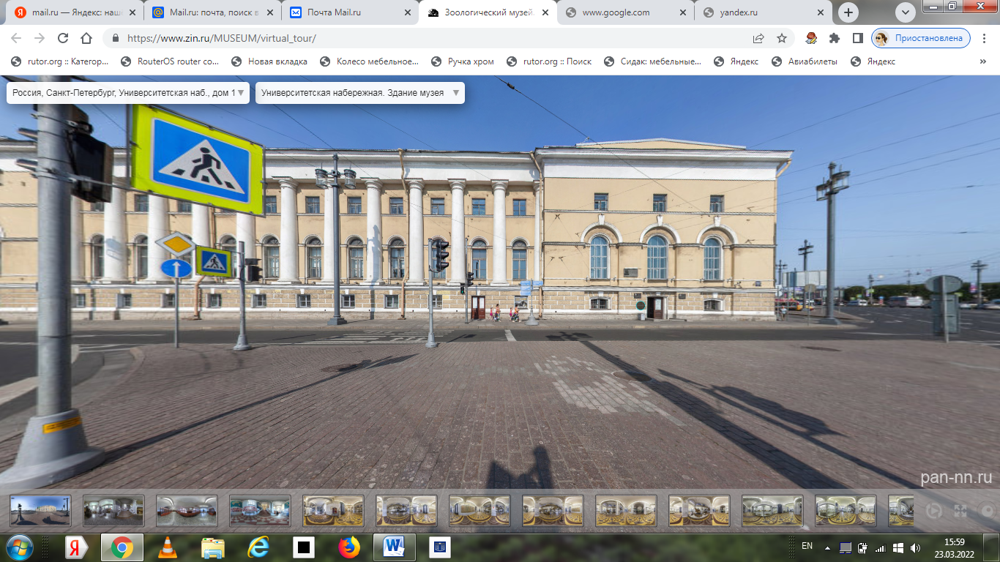 mail.ru — Яндекс: наш
Mail.ru: почта, поиск в
Почта Mail.ru
Зоологический музей.
www.google.com
yandex.ru
https://www.zin.ru/MUSEUM/virtual_tour/
Приостановлена
rutor.org :: Категор...
RouterOS router co...
Новая вкладка
Колесо мебельное...
Ручка хром
rutor.org :: Поиск
Сидак: мебельные...
Яндекс
Авиабилеты
Яндекс
Россия, Санкт-Петербург, Университетская наб., дом 1
Университетская набережная. Здание музея
pan-nn.ru
EN
15:59
23.03.2022